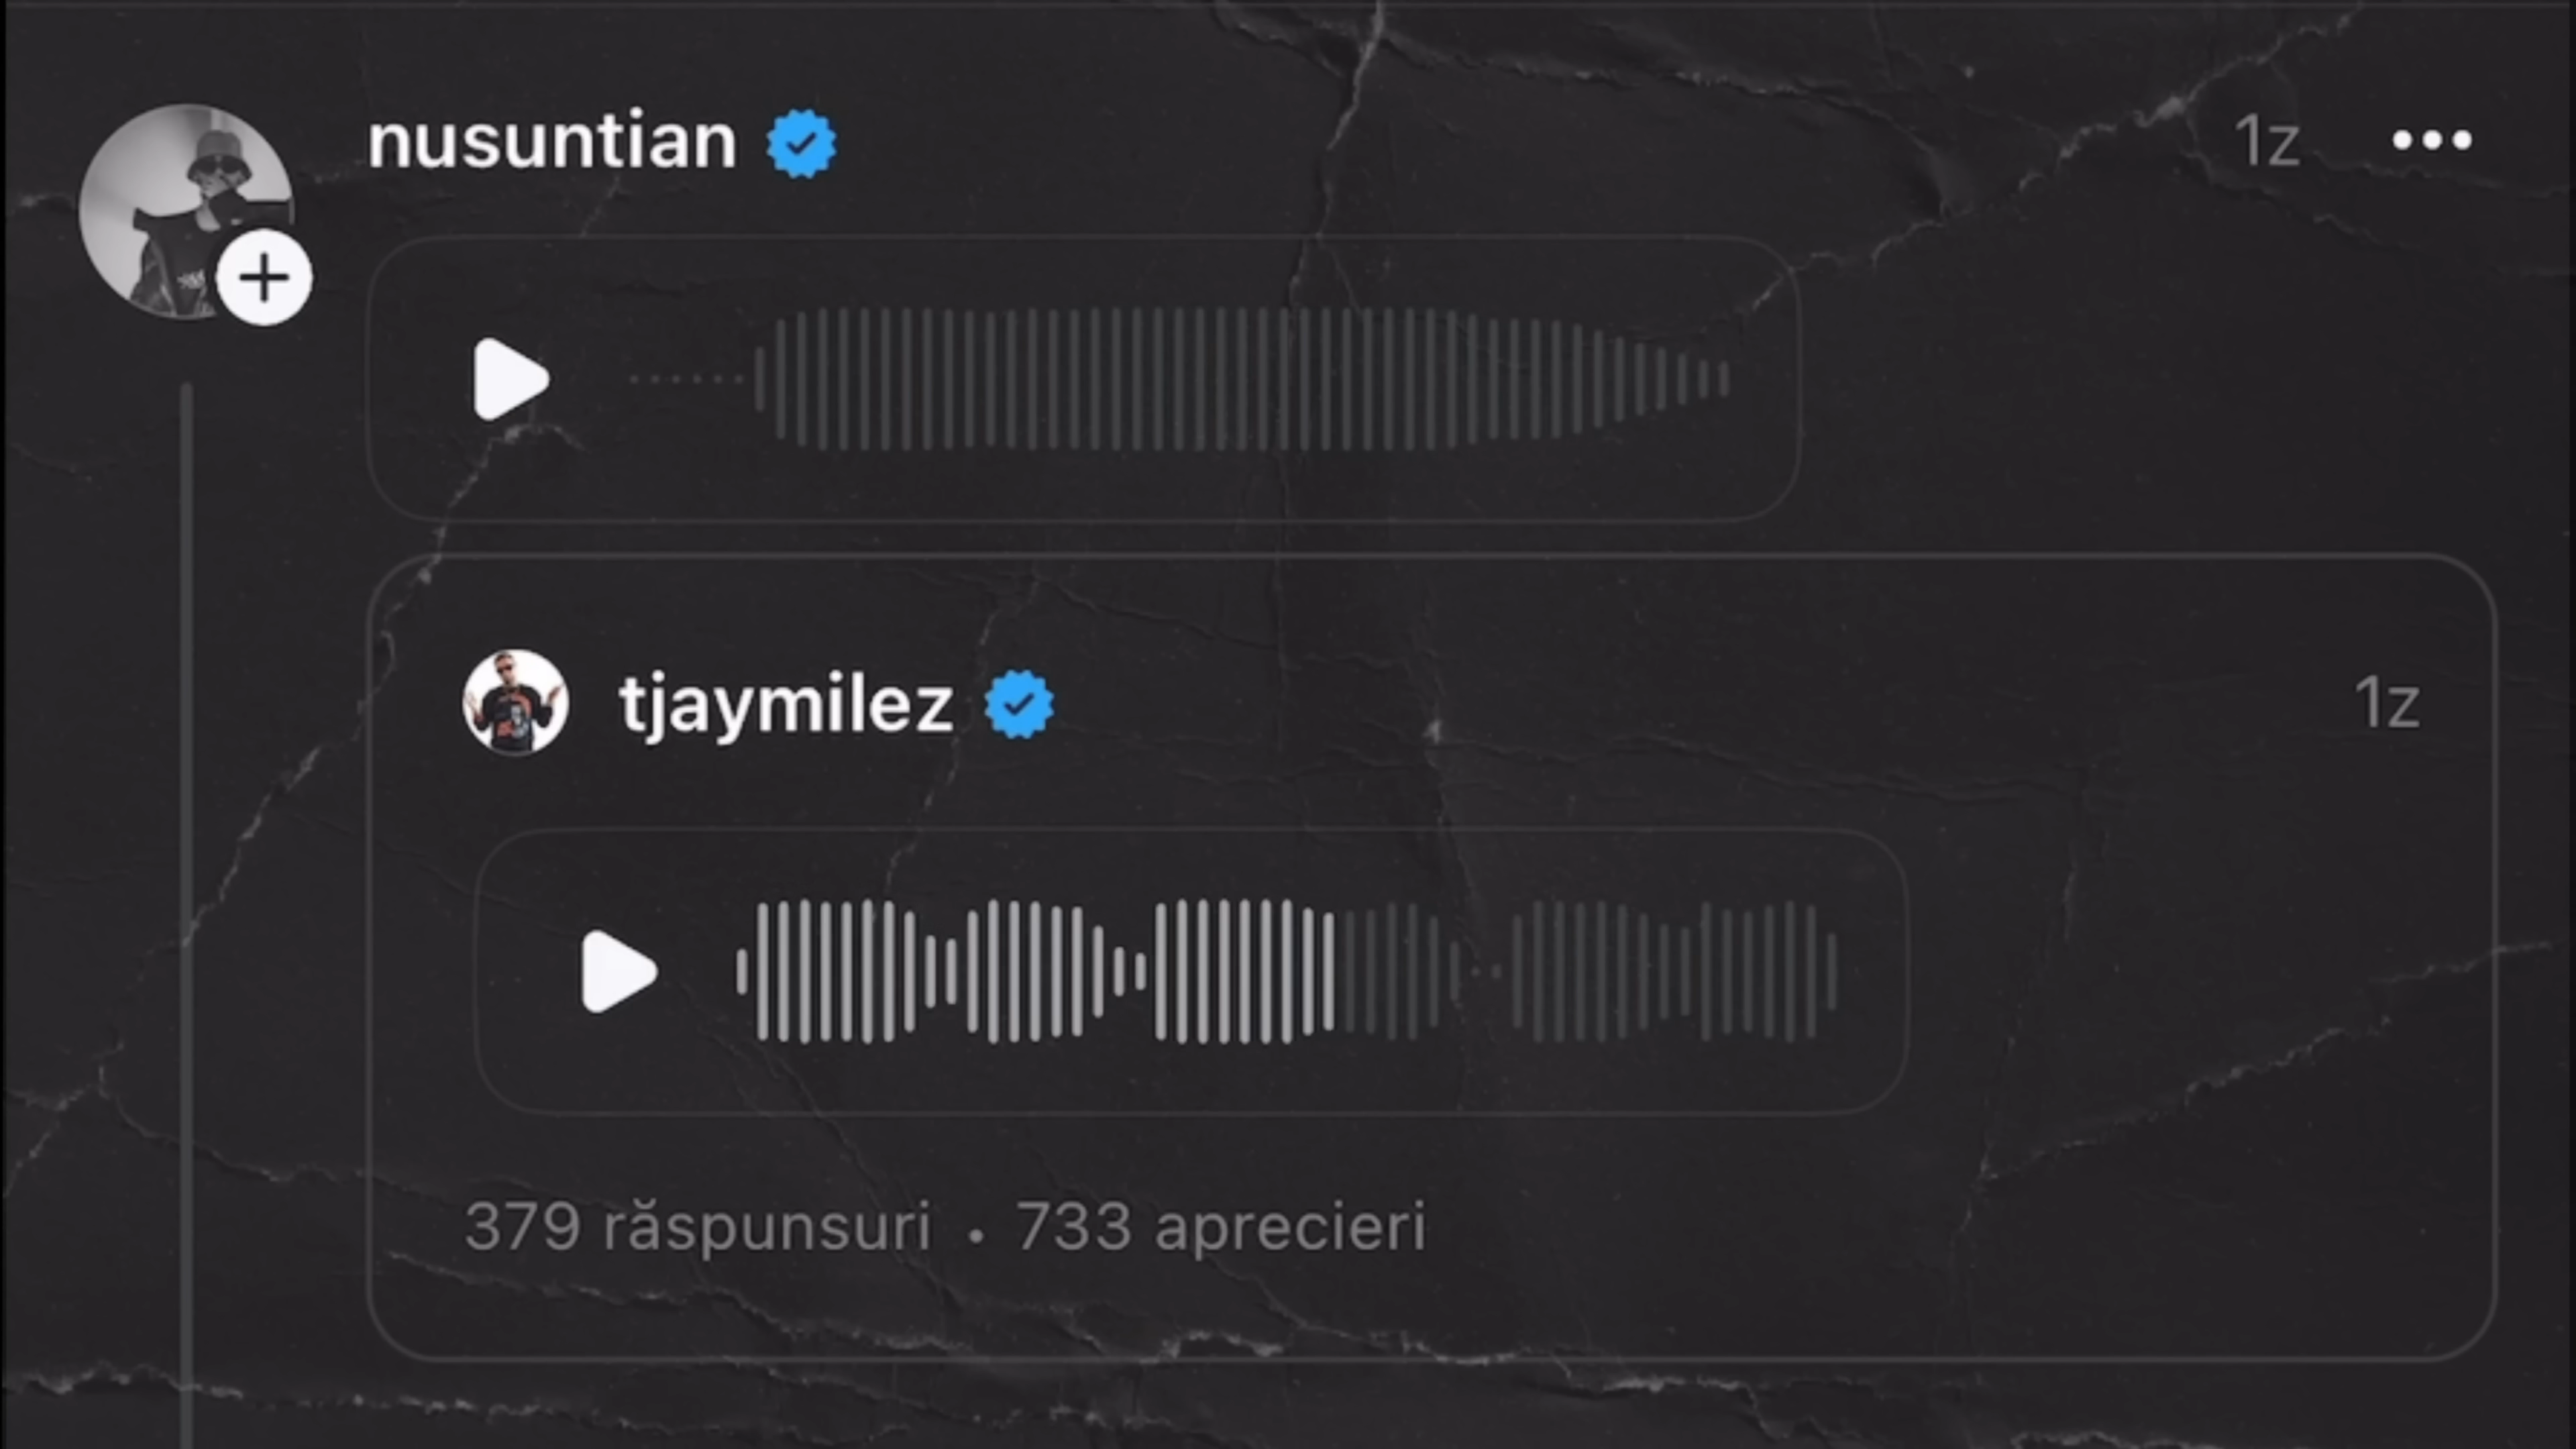 nusuntian 1z
tjaymilez 1z
379 răspunsuri • 733 aprecieri